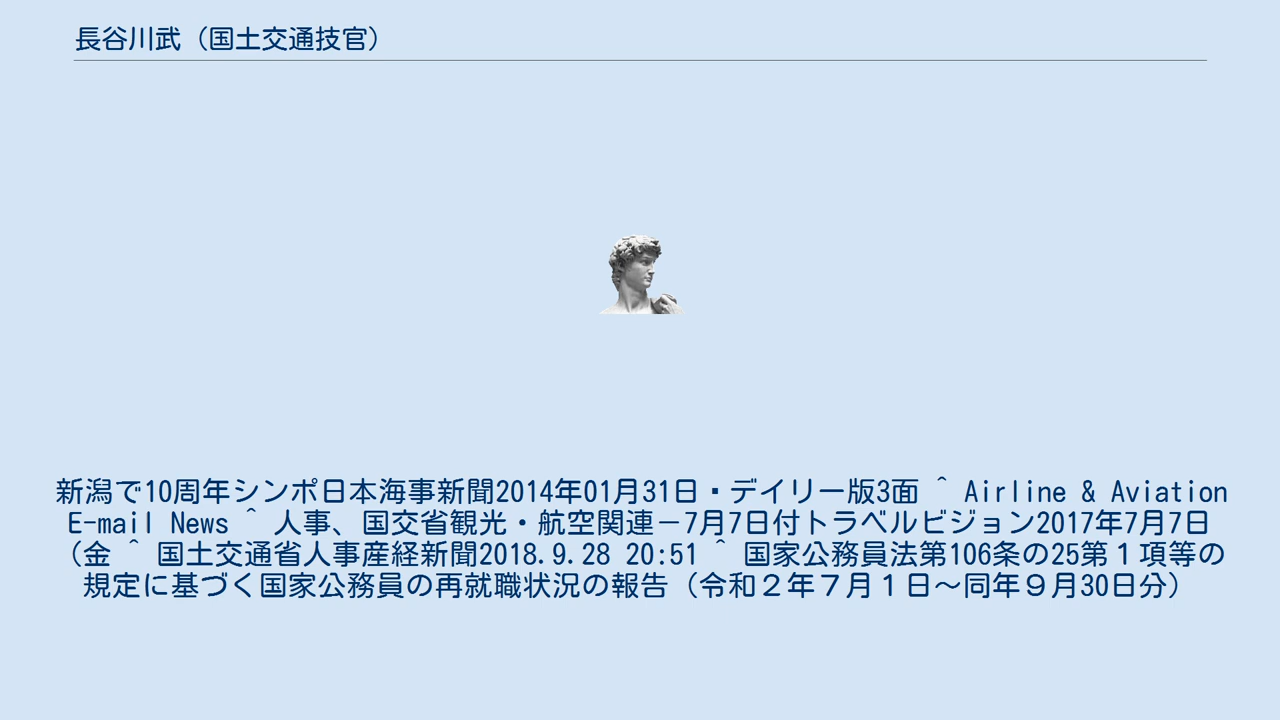 長谷川武（国土交通技官）
新潟で10周年シンポ日本海事新聞2014年01月31日・デイリー版3面 ^ Airline & Aviation
E-mail News ^ 人事、国交省観光・航空関連－7月7日付トラベルビジョン2017年7月7日
（金 ^ 国土交通省人事産経新聞2018.9.28 20:51 ^ 国家公務員法第106条の25第１項等の
規定に基づく国家公務員の再就職状況の報告（令和２年７月１日～同年９月30日分）